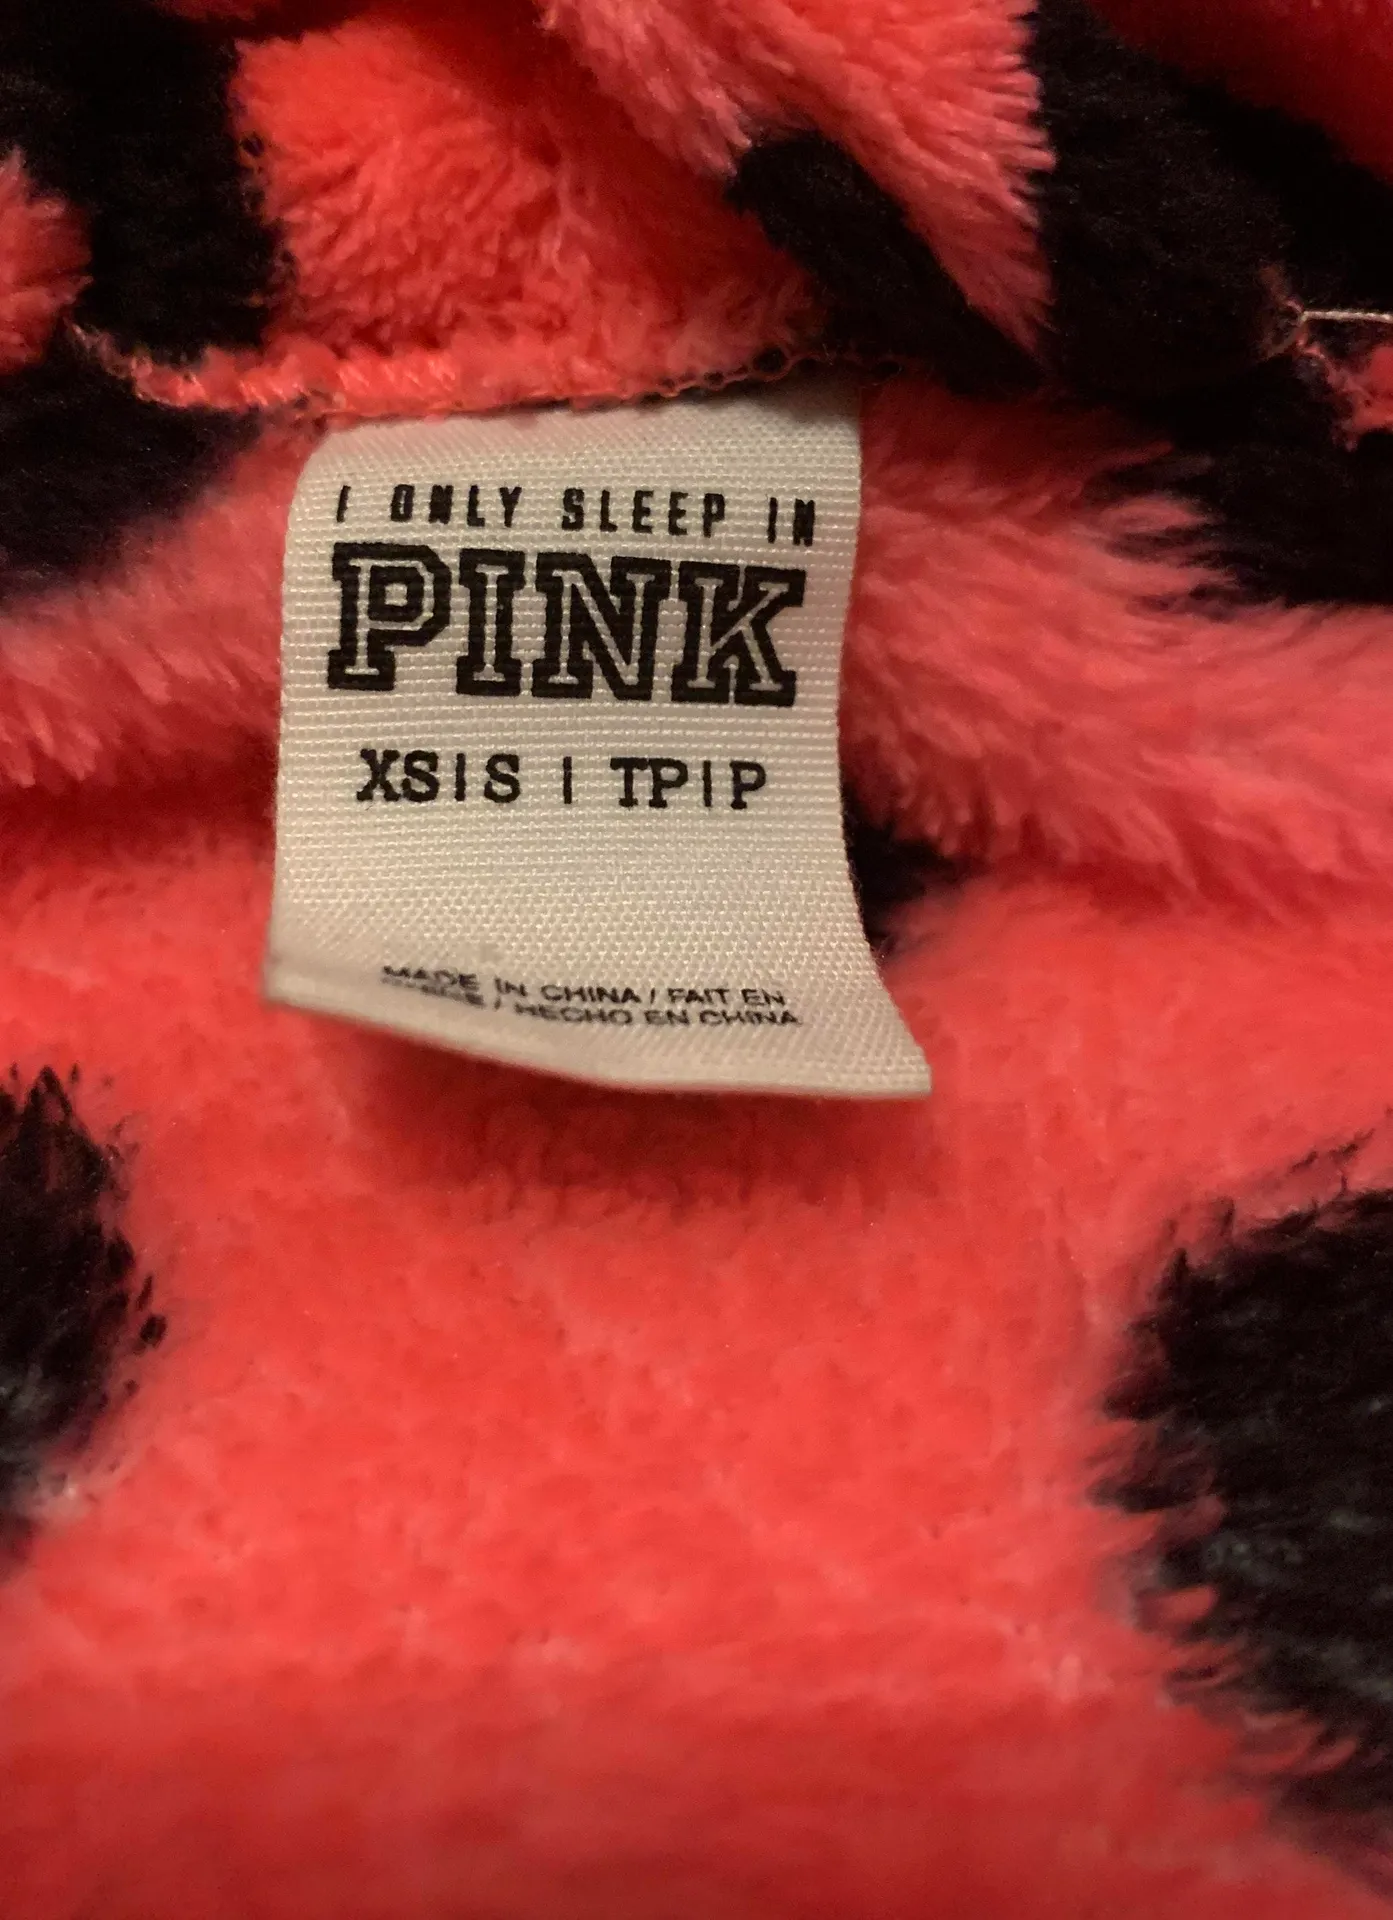 I ONLY SLEEP IN
PINK
XS|S | TP|P
MADE IN CHINA / FAIT EN
/ HECHO EN CHINA